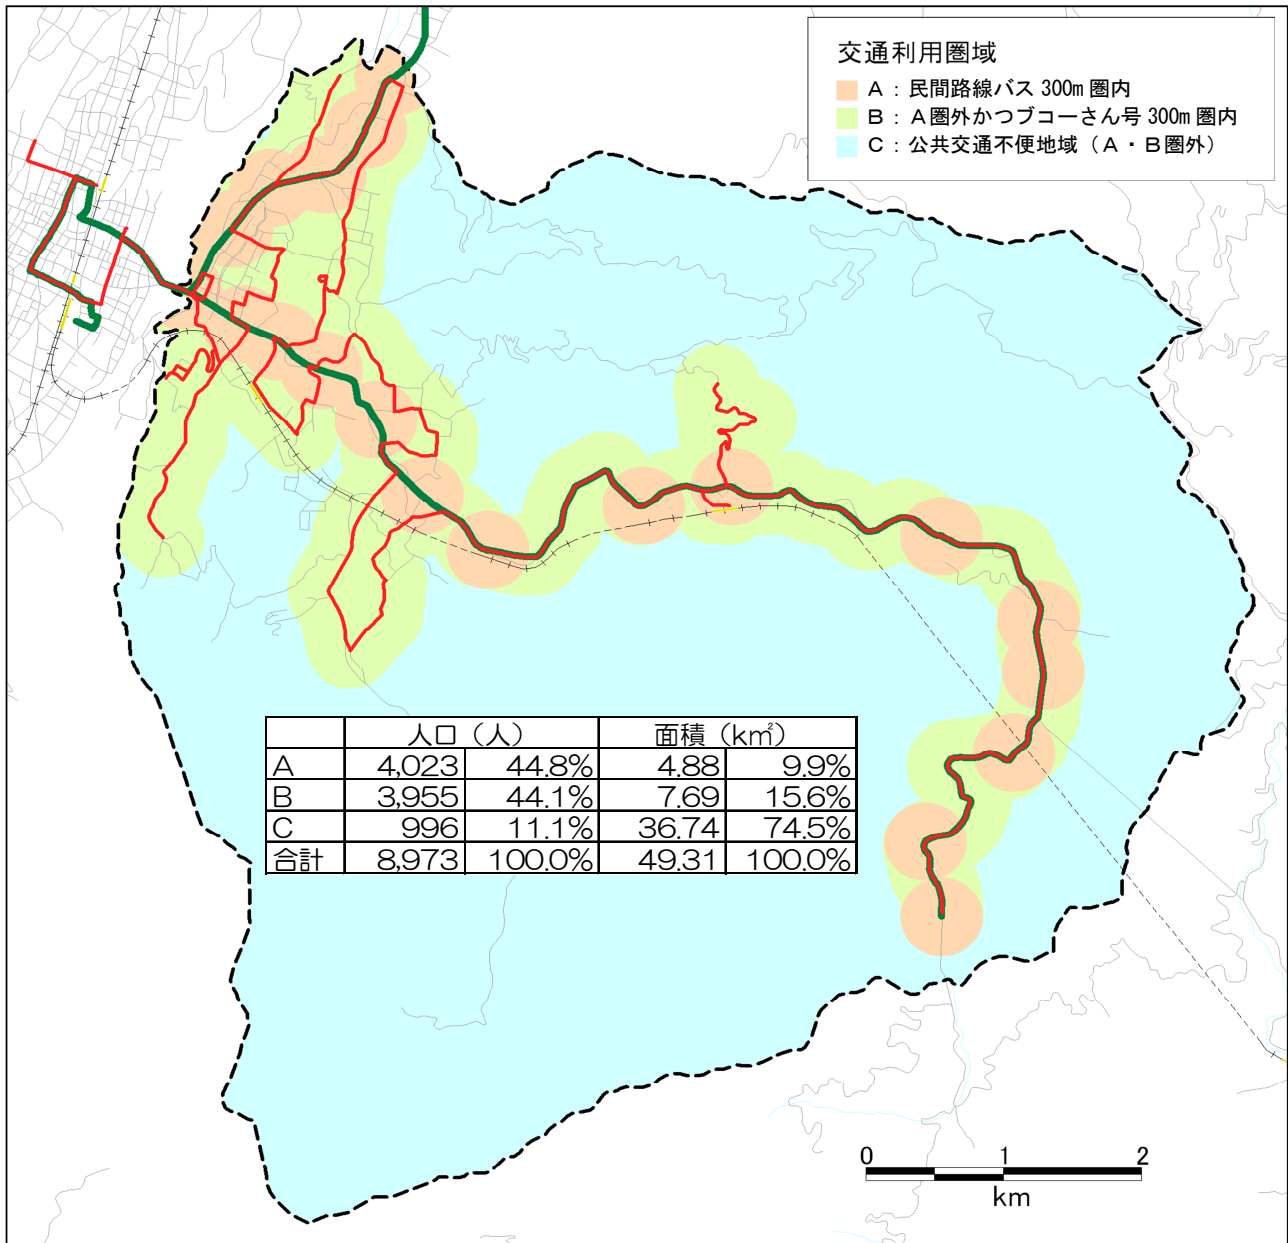 交通利用圏域
A：民間路線バス 300m 圏内
B：A圏外かつブコーさん号 300m 圏内
C：公共交通不便地域（A・B圏外）
人口（人） 面積（k㎡）
A 4,023 44.8% 4.88 9.9%
B 3,955 44.1% 7.69 15.6%
C 996 11.1% 36.74 74.5%
合計 8,973 100.0% 49.31 100.0%
0 1 2
km